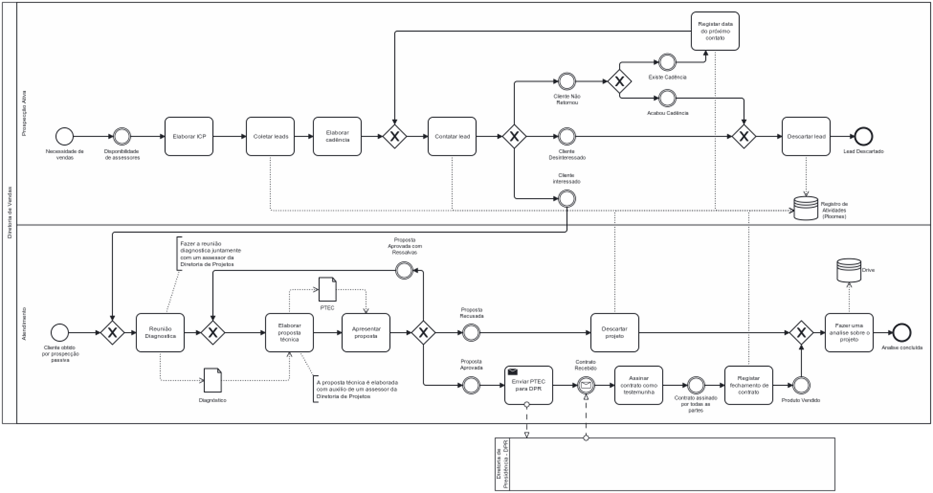 Diretoria de Vendas
Prospecção Ativa
Registrar data
do próximo
contato
Existe Cadência
Cliente Não
Retornou
Acabou Cadência
Necessidade de
vendas
Disponibilidade
de assessores
Elaborar ICP
Coletar leads
Elaborar
cadência
Contatar lead
Cliente
Desinteressado
Descartar lead
Lead Descartado
Cliente
interessado
Registro de
Atividades
(Ploomes)
Atendimento
Fazer a reunião
diagnostica juntamente
com um assessor da
Diretoria de Projetos
Proposta
Aprovada com
Ressalvas
PTEC
Drive
Cliente obtido
por prospecção
passiva
Reunião
Diagnostica
Elaborar
proposta
técnica
Apresentar
proposta
Proposta
Recusada
Descartar
projeto
Fazer uma
analise sobre o
projeto
Analise concluída
Diagnóstico
A proposta técnica é elaborada
com auxílio de um assessor da
Diretoria de Projetos
Proposta
Aprovada
Enviar PTEC
para DPR
Contrato
Recebido
Assinar
contrato como
testemunha
Contrato assinado
por todas as
partes
Registrar
fechamento de
contrato
Produto Vendido
Diretoria de
Presidência - DPR